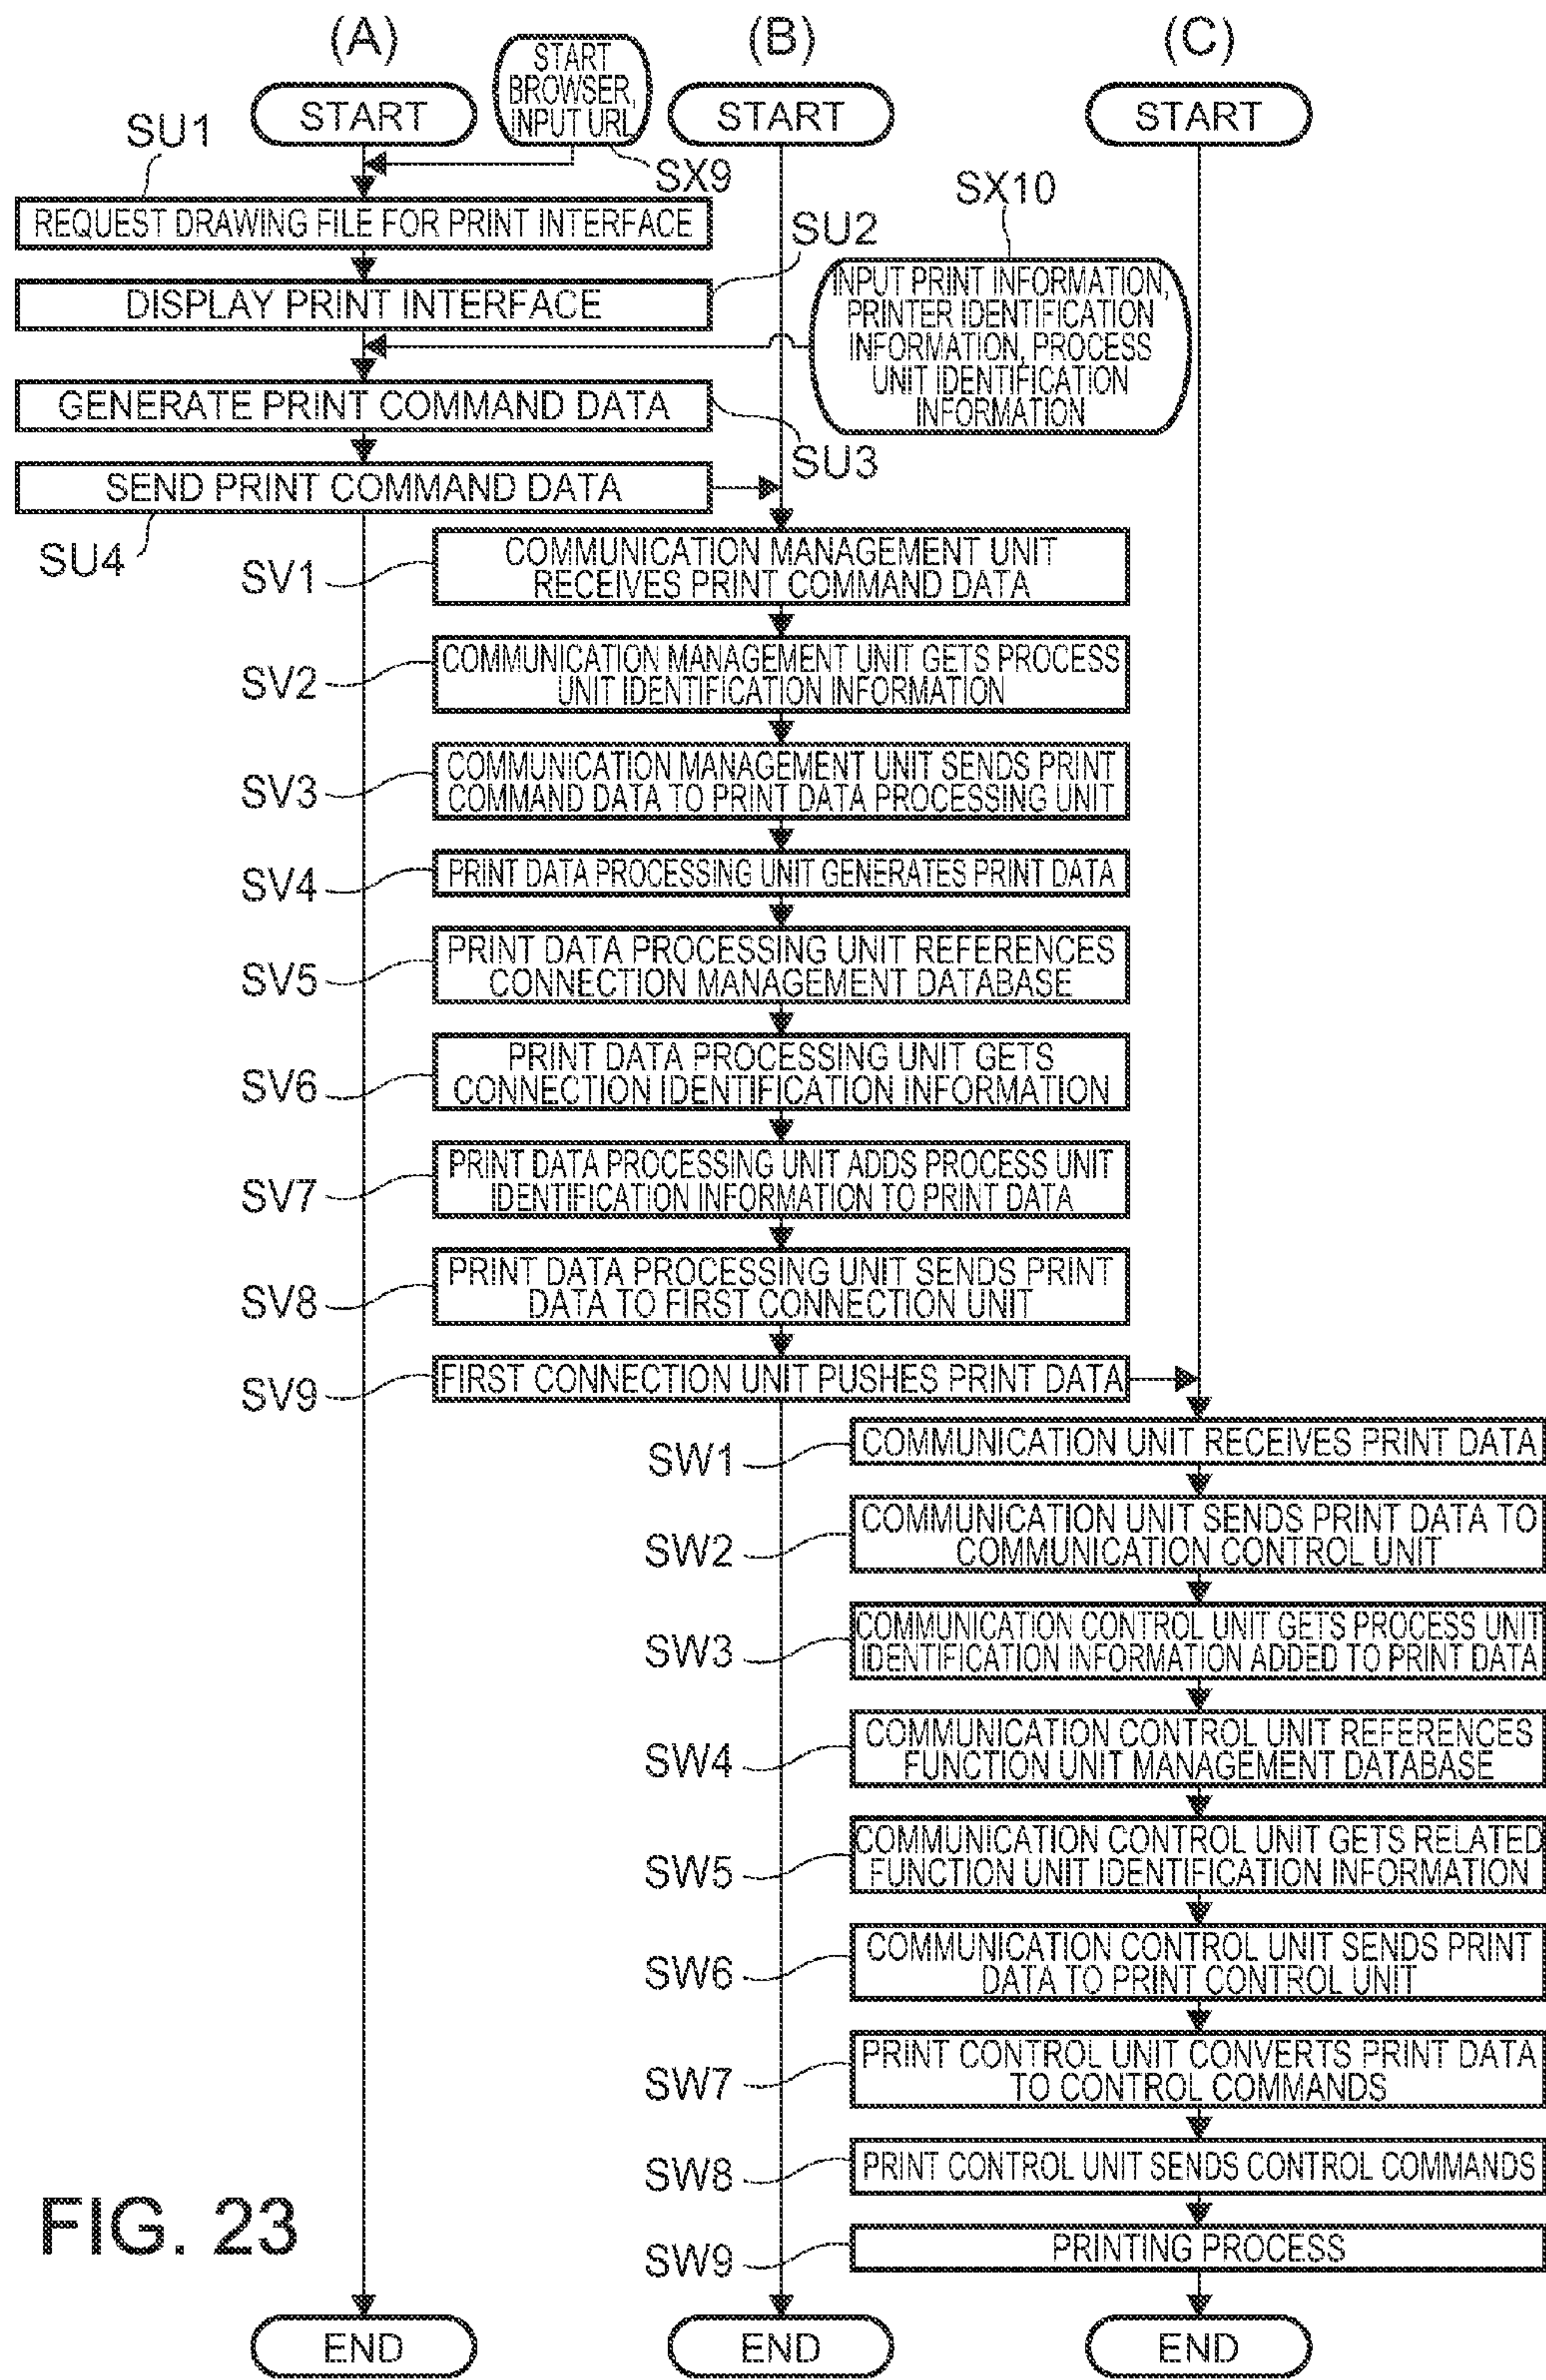 (A)
(B)
(C)
START
BROWSER,
INPUT URL
START
START
START
SU1
SX9
SX10
REQUEST DRAWING FILE FOR PRINT INTERFACE
SU2
DISPLAY PRINT INTERFACE
INPUT PRINT INFORMATION,
PRINTER IDENTIFICATION
INFORMATION, PROCESS
UNIT IDENTIFICATION
INFORMATION
GENERATE PRINT COMMAND DATA
SU3
SEND PRINT COMMAND DATA
SU4
SV1
COMMUNICATION MANAGEMENT UNIT
RECEIVES PRINT COMMAND DATA
SV2
COMMUNICATION MANAGEMENT UNIT GETS PROCESS
UNIT IDENTIFICATION INFORMATION
SV3
COMMUNICATION MANAGEMENT UNIT SENDS PRINT
COMMAND DATA TO PRINT DATA PROCESSING UNIT
SV4
PRINT DATA PROCESSING UNIT GENERATES PRINT DATA
SV5
PRINT DATA PROCESSING UNIT REFERENCES
CONNECTION MANAGEMENT DATABASE
SV6
PRINT DATA PROCESSING UNIT GETS
CONNECTION IDENTIFICATION INFORMATION
SV7
PRINT DATA PROCESSING UNIT ADDS PROCESS UNIT
IDENTIFICATION INFORMATION TO PRINT DATA
SV8
PRINT DATA PROCESSING UNIT SENDS PRINT
DATA TO FIRST CONNECTION UNIT
SV9
FIRST CONNECTION UNIT PUSHES PRINT DATA
SW1
COMMUNICATION UNIT RECEIVES PRINT DATA
SW2
COMMUNICATION UNIT SENDS PRINT DATA TO
COMMUNICATION CONTROL UNIT
SW3
COMMUNICATION CONTROL UNIT GETS PROCESS UNIT
IDENTIFICATION INFORMATION ADDED TO PRINT DATA
SW4
COMMUNICATION CONTROL UNIT REFERENCES
FUNCTION UNIT MANAGEMENT DATABASE
SW5
COMMUNICATION CONTROL UNIT GETS RELATED
FUNCTION UNIT IDENTIFICATION INFORMATION
SW6
COMMUNICATION CONTROL UNIT SENDS PRINT
DATA TO PRINT CONTROL UNIT
SW7
PRINT CONTROL UNIT CONVERTS PRINT DATA
TO CONTROL COMMANDS
SW8
PRINT CONTROL UNIT SENDS CONTROL COMMANDS
SW9
PRINTING PROCESS
FIG. 23
END
END
END